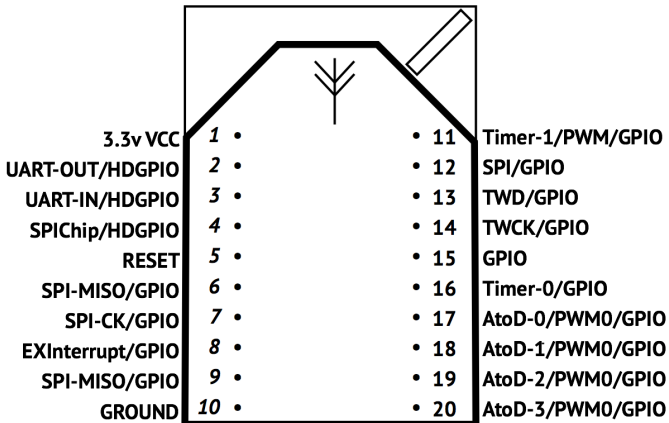 3.3v VCC 1 • • 11 Timer-1/PWM/GPIO
UART-OUT/HDGPIO 2 • • 12 SPI/GPIO
UART-IN/HDGPIO 3 • • 13 TWD/GPIO
SPIChip/HDGPIO 4 • • 14 TWCK/GPIO
RESET 5 • • 15 GPIO
SPI-MISO/GPIO 6 • • 16 Timer-0/GPIO
SPI-CK/GPIO 7 • • 17 AtoD-0/PWM0/GPIO
EXInterrupt/GPIO 8 • • 18 AtoD-1/PWM0/GPIO
SPI-MISO/GPIO 9 • • 19 AtoD-2/PWM0/GPIO
GROUND 10 • • 20 AtoD-3/PWM0/GPIO